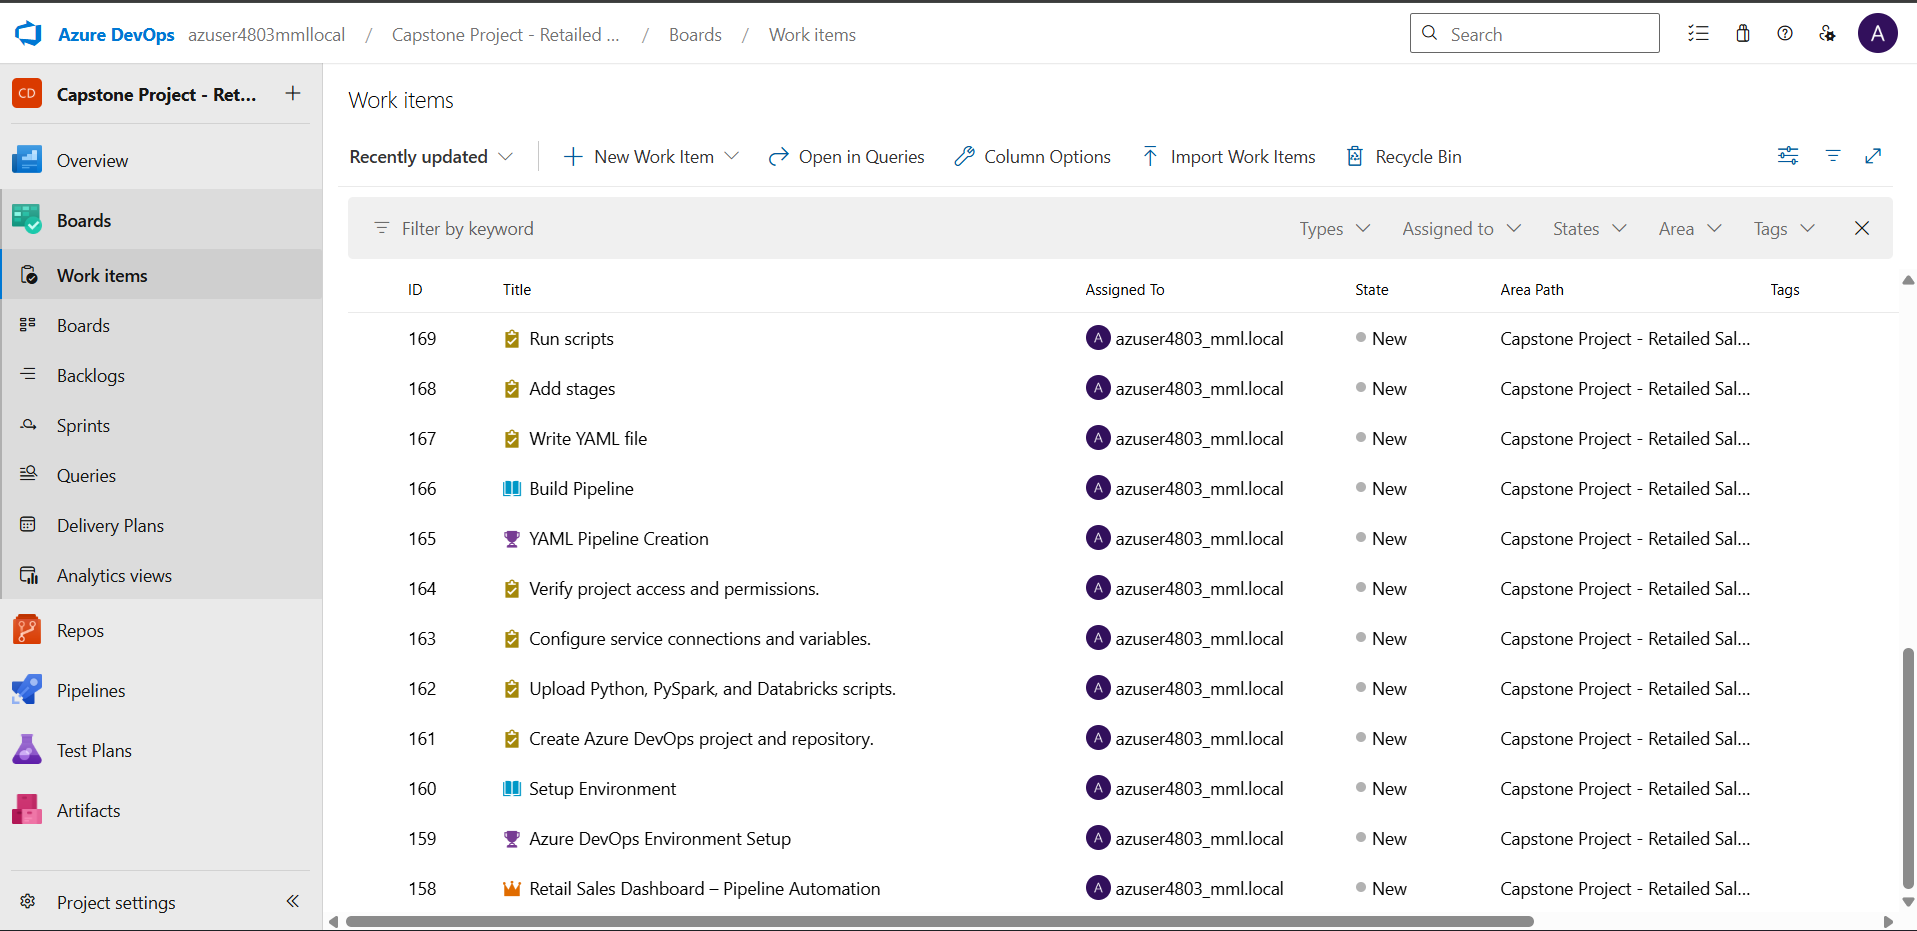 Azure DevOps azuser4803mmllocal / Capstone Project - Retailed ... / Boards / Work items
Search
A
CD Capstone Project - Ret...
Overview
Boards
Work items
Boards
Backlogs
Sprints
Queries
Delivery Plans
Analytics views
Repos
Pipelines
Test Plans
Artifacts
Project settings
Work items
Recently updated New Work Item Open in Queries Column Options Import Work Items Recycle Bin
Filter by keyword Types Assigned to States Area Tags
ID Title Assigned To State Area Path Tags
169 Run scripts A azuser4803_mml.local New Capstone Project - Retailed Sal...
168 Add stages A azuser4803_mml.local New Capstone Project - Retailed Sal...
167 Write YAML file A azuser4803_mml.local New Capstone Project - Retailed Sal...
166 Build Pipeline A azuser4803_mml.local New Capstone Project - Retailed Sal...
165 YAML Pipeline Creation A azuser4803_mml.local New Capstone Project - Retailed Sal...
164 Verify project access and permissions. A azuser4803_mml.local New Capstone Project - Retailed Sal...
163 Configure service connections and variables. A azuser4803_mml.local New Capstone Project - Retailed Sal...
162 Upload Python, PySpark, and Databricks scripts. A azuser4803_mml.local New Capstone Project - Retailed Sal...
161 Create Azure DevOps project and repository. A azuser4803_mml.local New Capstone Project - Retailed Sal...
160 Setup Environment A azuser4803_mml.local New Capstone Project - Retailed Sal...
159 Azure DevOps Environment Setup A azuser4803_mml.local New Capstone Project - Retailed Sal...
158 Retail Sales Dashboard – Pipeline Automation A azuser4803_mml.local New Capstone Project - Retailed Sal...